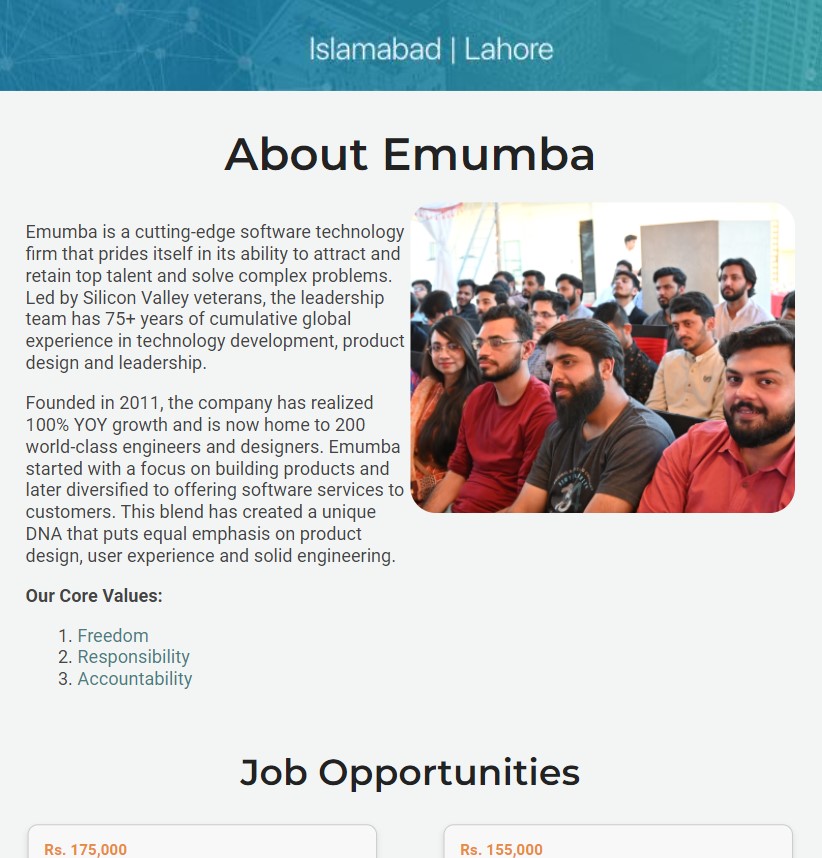 Islamabad | Lahore
About Emumba
Emumba is a cutting-edge software technology
firm that prides itself in its ability to attract and
retain top talent and solve complex problems.
Led by Silicon Valley veterans, the leadership
team has 75+ years of cumulative global
experience in technology development, product
design and leadership.
Founded in 2011, the company has realized
100% YOY growth and is now home to 200
world-class engineers and designers. Emumba
started with a focus on building products and
later diversified to offering software services to
customers. This blend has created a unique
DNA that puts equal emphasis on product
design, user experience and solid engineering.
Our Core Values:
1. Freedom
2. Responsibility
3. Accountability
Job Opportunities
Rs. 175,000
Rs. 155,000